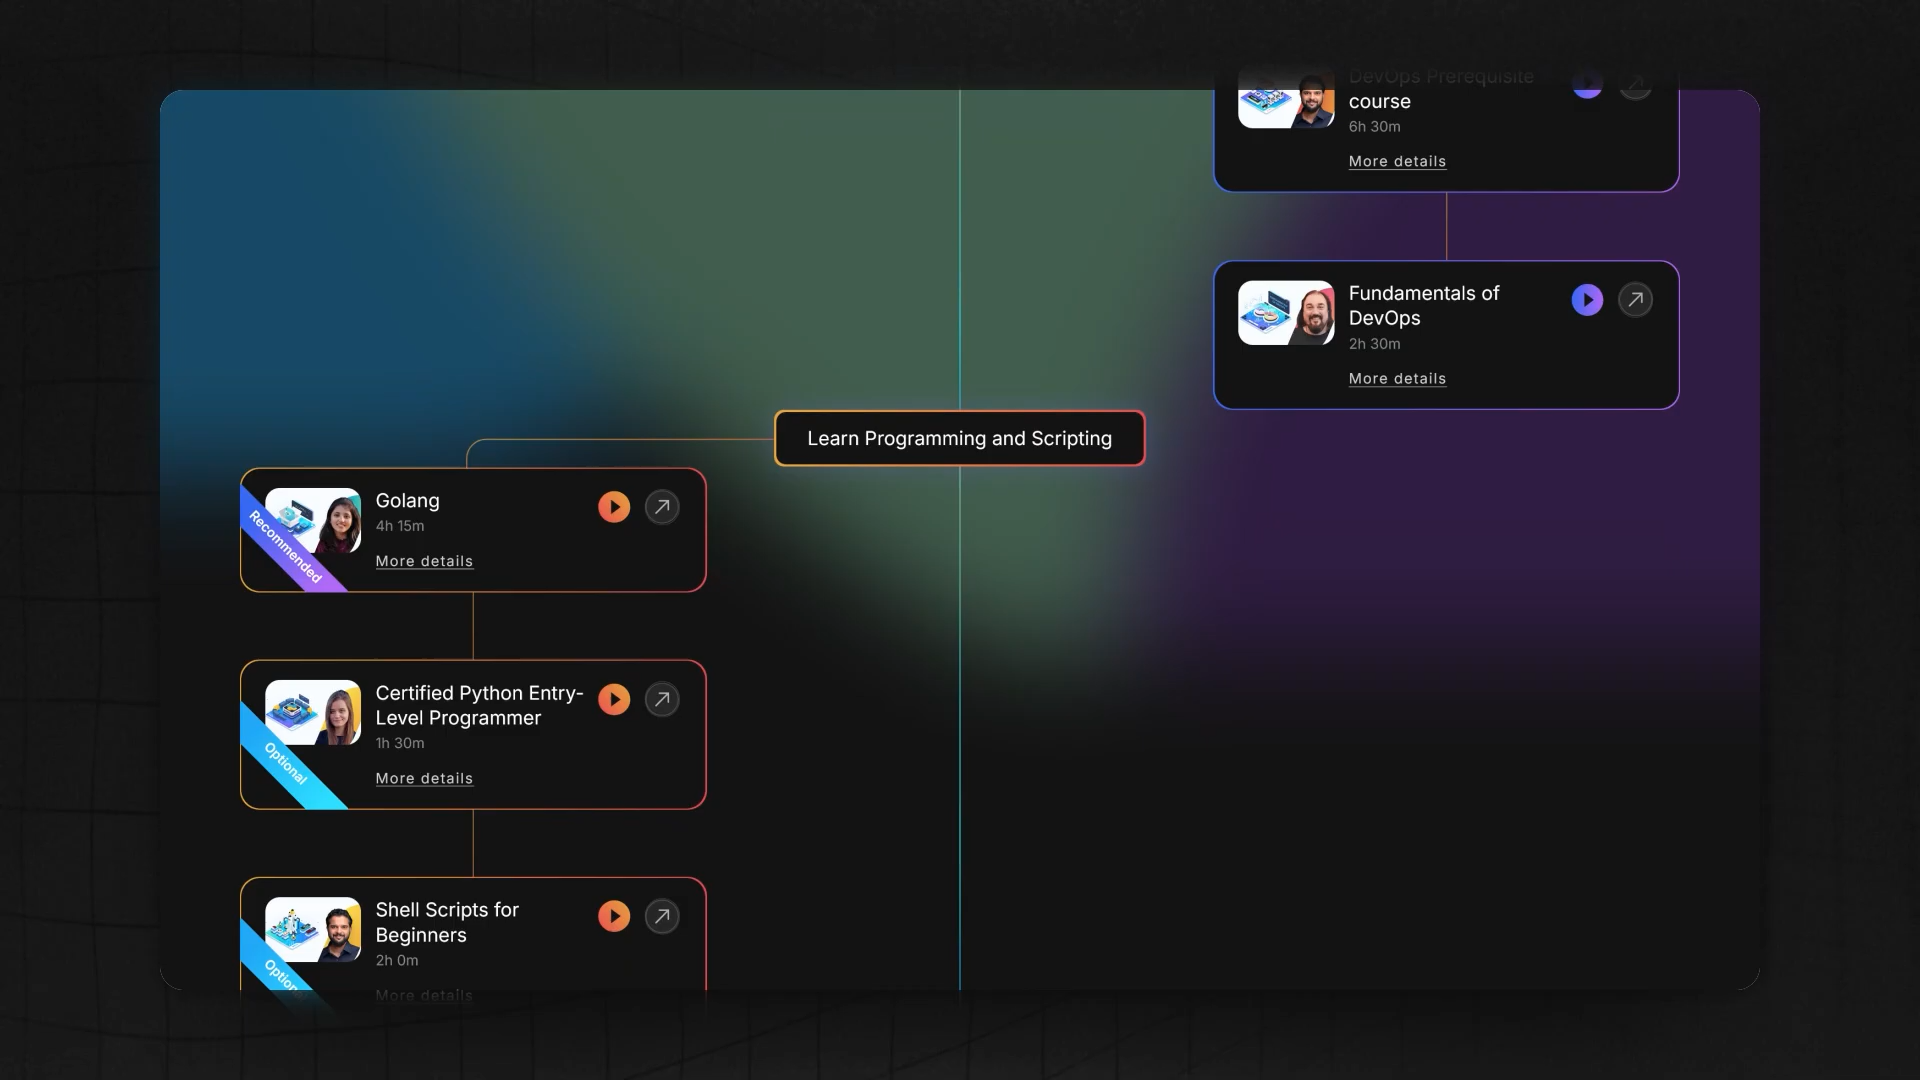 DevOps Prerequisite
course
6h 30m
More details
Fundamentals of
DevOps
2h 30m
More details
Learn Programming and Scripting
Golang
4h 15m
More details
Recommended
Certified Python Entry-
Level Programmer
1h 30m
More details
Optional
Shell Scripts for
Beginners
2h 0m
More details
Option